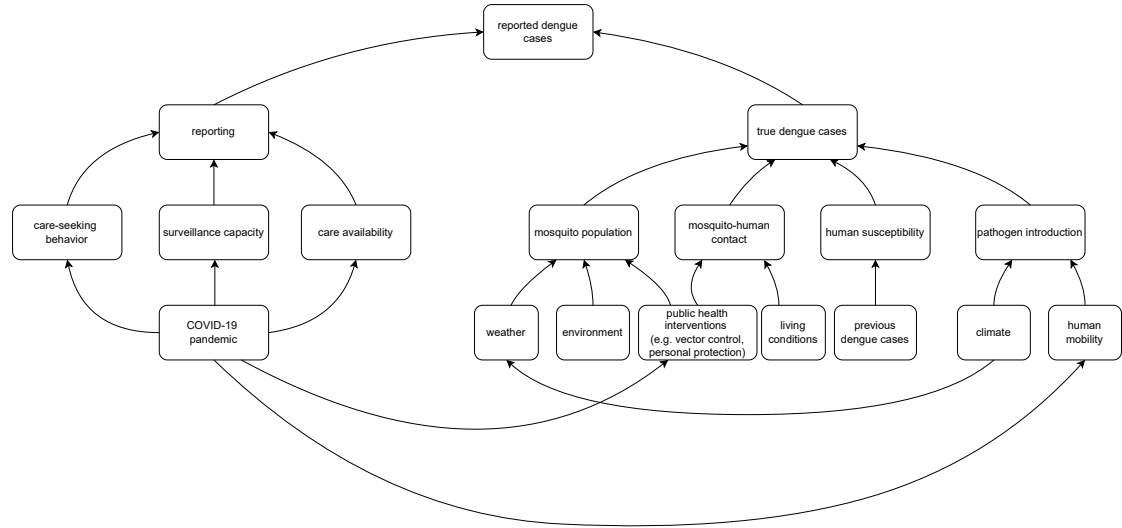 reported dengue
cases
reporting
true dengue cases
care-seeking
behavior
surveillance capacity
care availability
mosquito population
mosquito-human
contact
human susceptibility
pathogen introduction
COVID-19
pandemic
weather
environment
public health
interventions
(e.g. vector control,
personal protection)
living
conditions
previous
dengue cases
climate
human
mobility